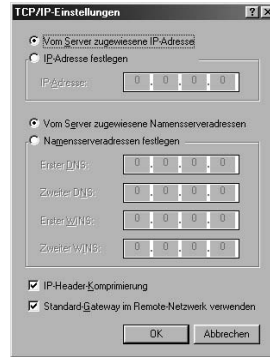 TCP/IP-Einstellungen
Vom Server zugewiesene IP-Adresse
IP-Adresse festlegen
IP-Adresse: 0 . 0 . 0 . 0
Vom Server zugewiesene Namensserveradressen
Namensserveradressen festlegen
Erster DNS: 0 . 0 . 0 . 0
Zweiter DNS: 0 . 0 . 0 . 0
Erster WINS: 0 . 0 . 0 . 0
Zweiter WINS: 0 . 0 . 0 . 0
IP-Header-Komprimierung
Standard-Gateway im Remote-Netzwerk verwenden
OK Abbrechen